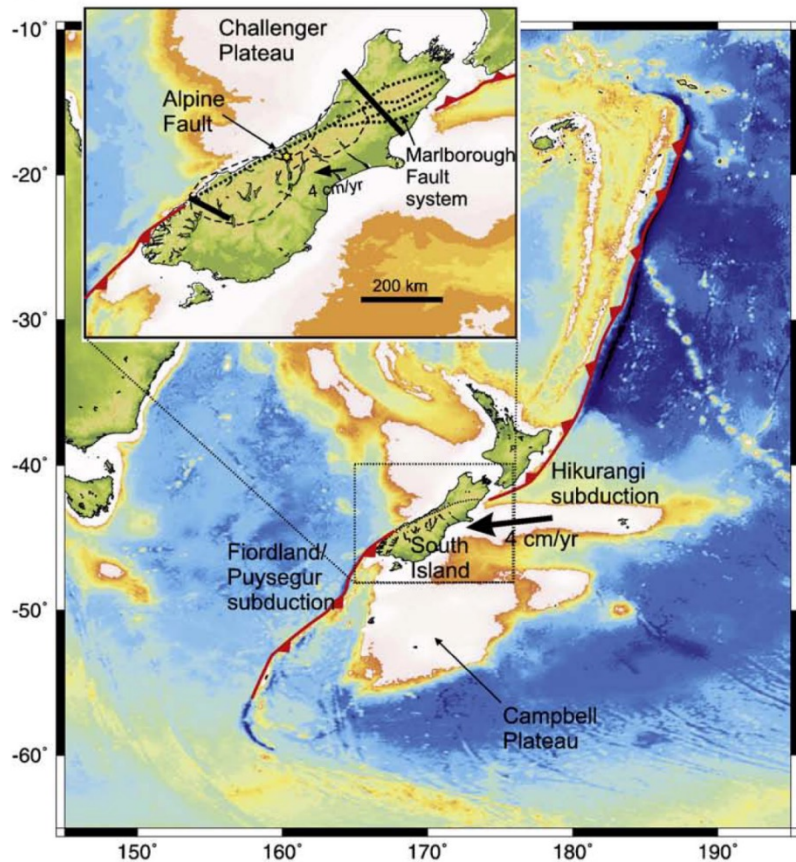 -10°
Challenger
Plateau
Alpine
Fault
Marlborough
Fault
system
4 cm/yr
200 km
-20°
-30°
-40°
-50°
-60°
Hikurangi
subduction
4 cm/yr
South
Island
Fiordland/
Puysegur
subduction
Campbell
Plateau
150°
160°
170°
180°
190°